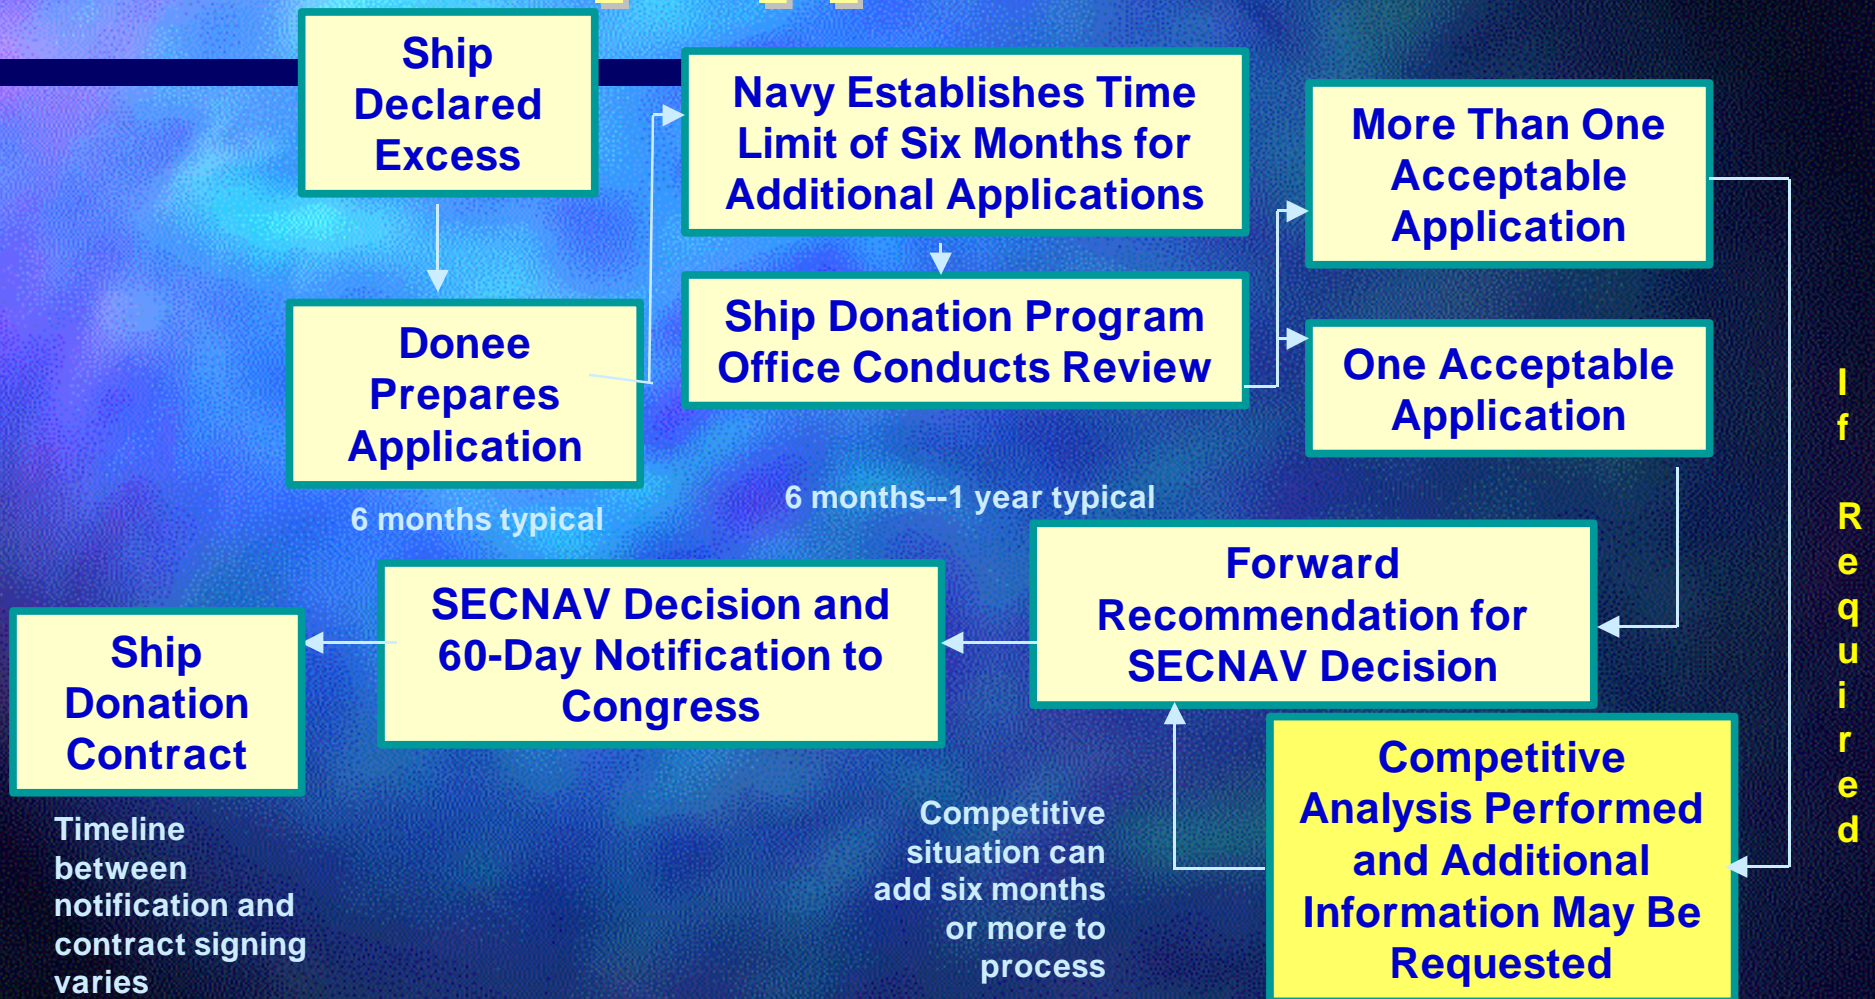 Ship
Declared
Excess
Navy Establishes Time
Limit of Six Months for
Additional Applications
More Than One
Acceptable
Application
Donee
Prepares
Application
Ship Donation Program
Office Conducts Review
One Acceptable
Application
6 months typical
6 months--1 year typical
If Required
Ship
Donation
Contract
SECNAV Decision and
60-Day Notification to
Congress
Forward
Recommendation for
SECNAV Decision
Timeline
between
notification and
contract signing
varies
Competitive
situation can
add six months
or more to
process
Competitive
Analysis Performed
and Additional
Information May Be
Requested